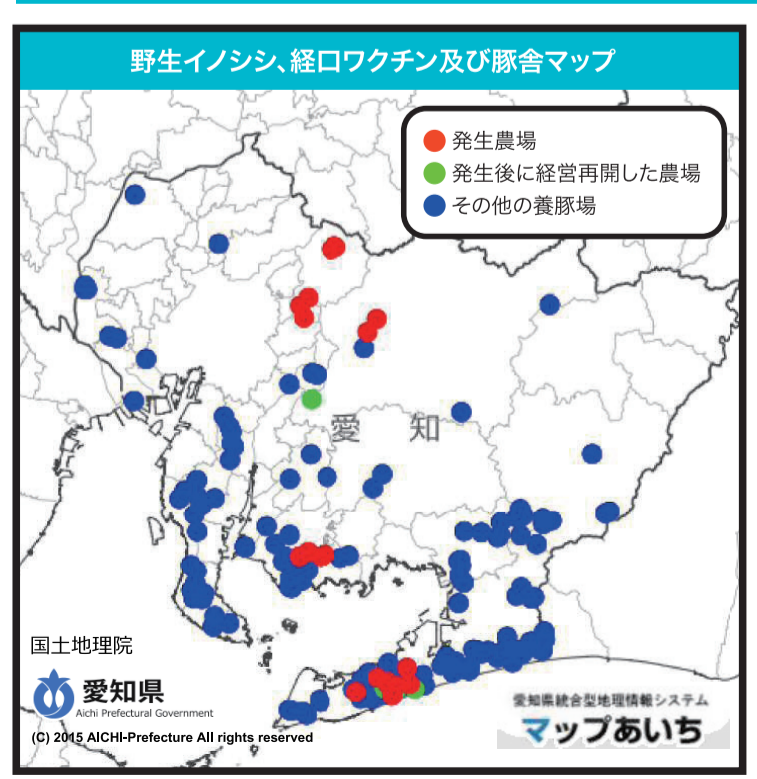 野生イノシシ、経口ワクチン及び豚舎マップ
発生農場
発生後に経営再開した農場
その他の養豚場
愛 知
国土地理院
愛知県
Aichi Prefectural Government
(C) 2015 AICHI-Prefecture All rights reserved
愛知県統合型地理情報システム
マップあいち